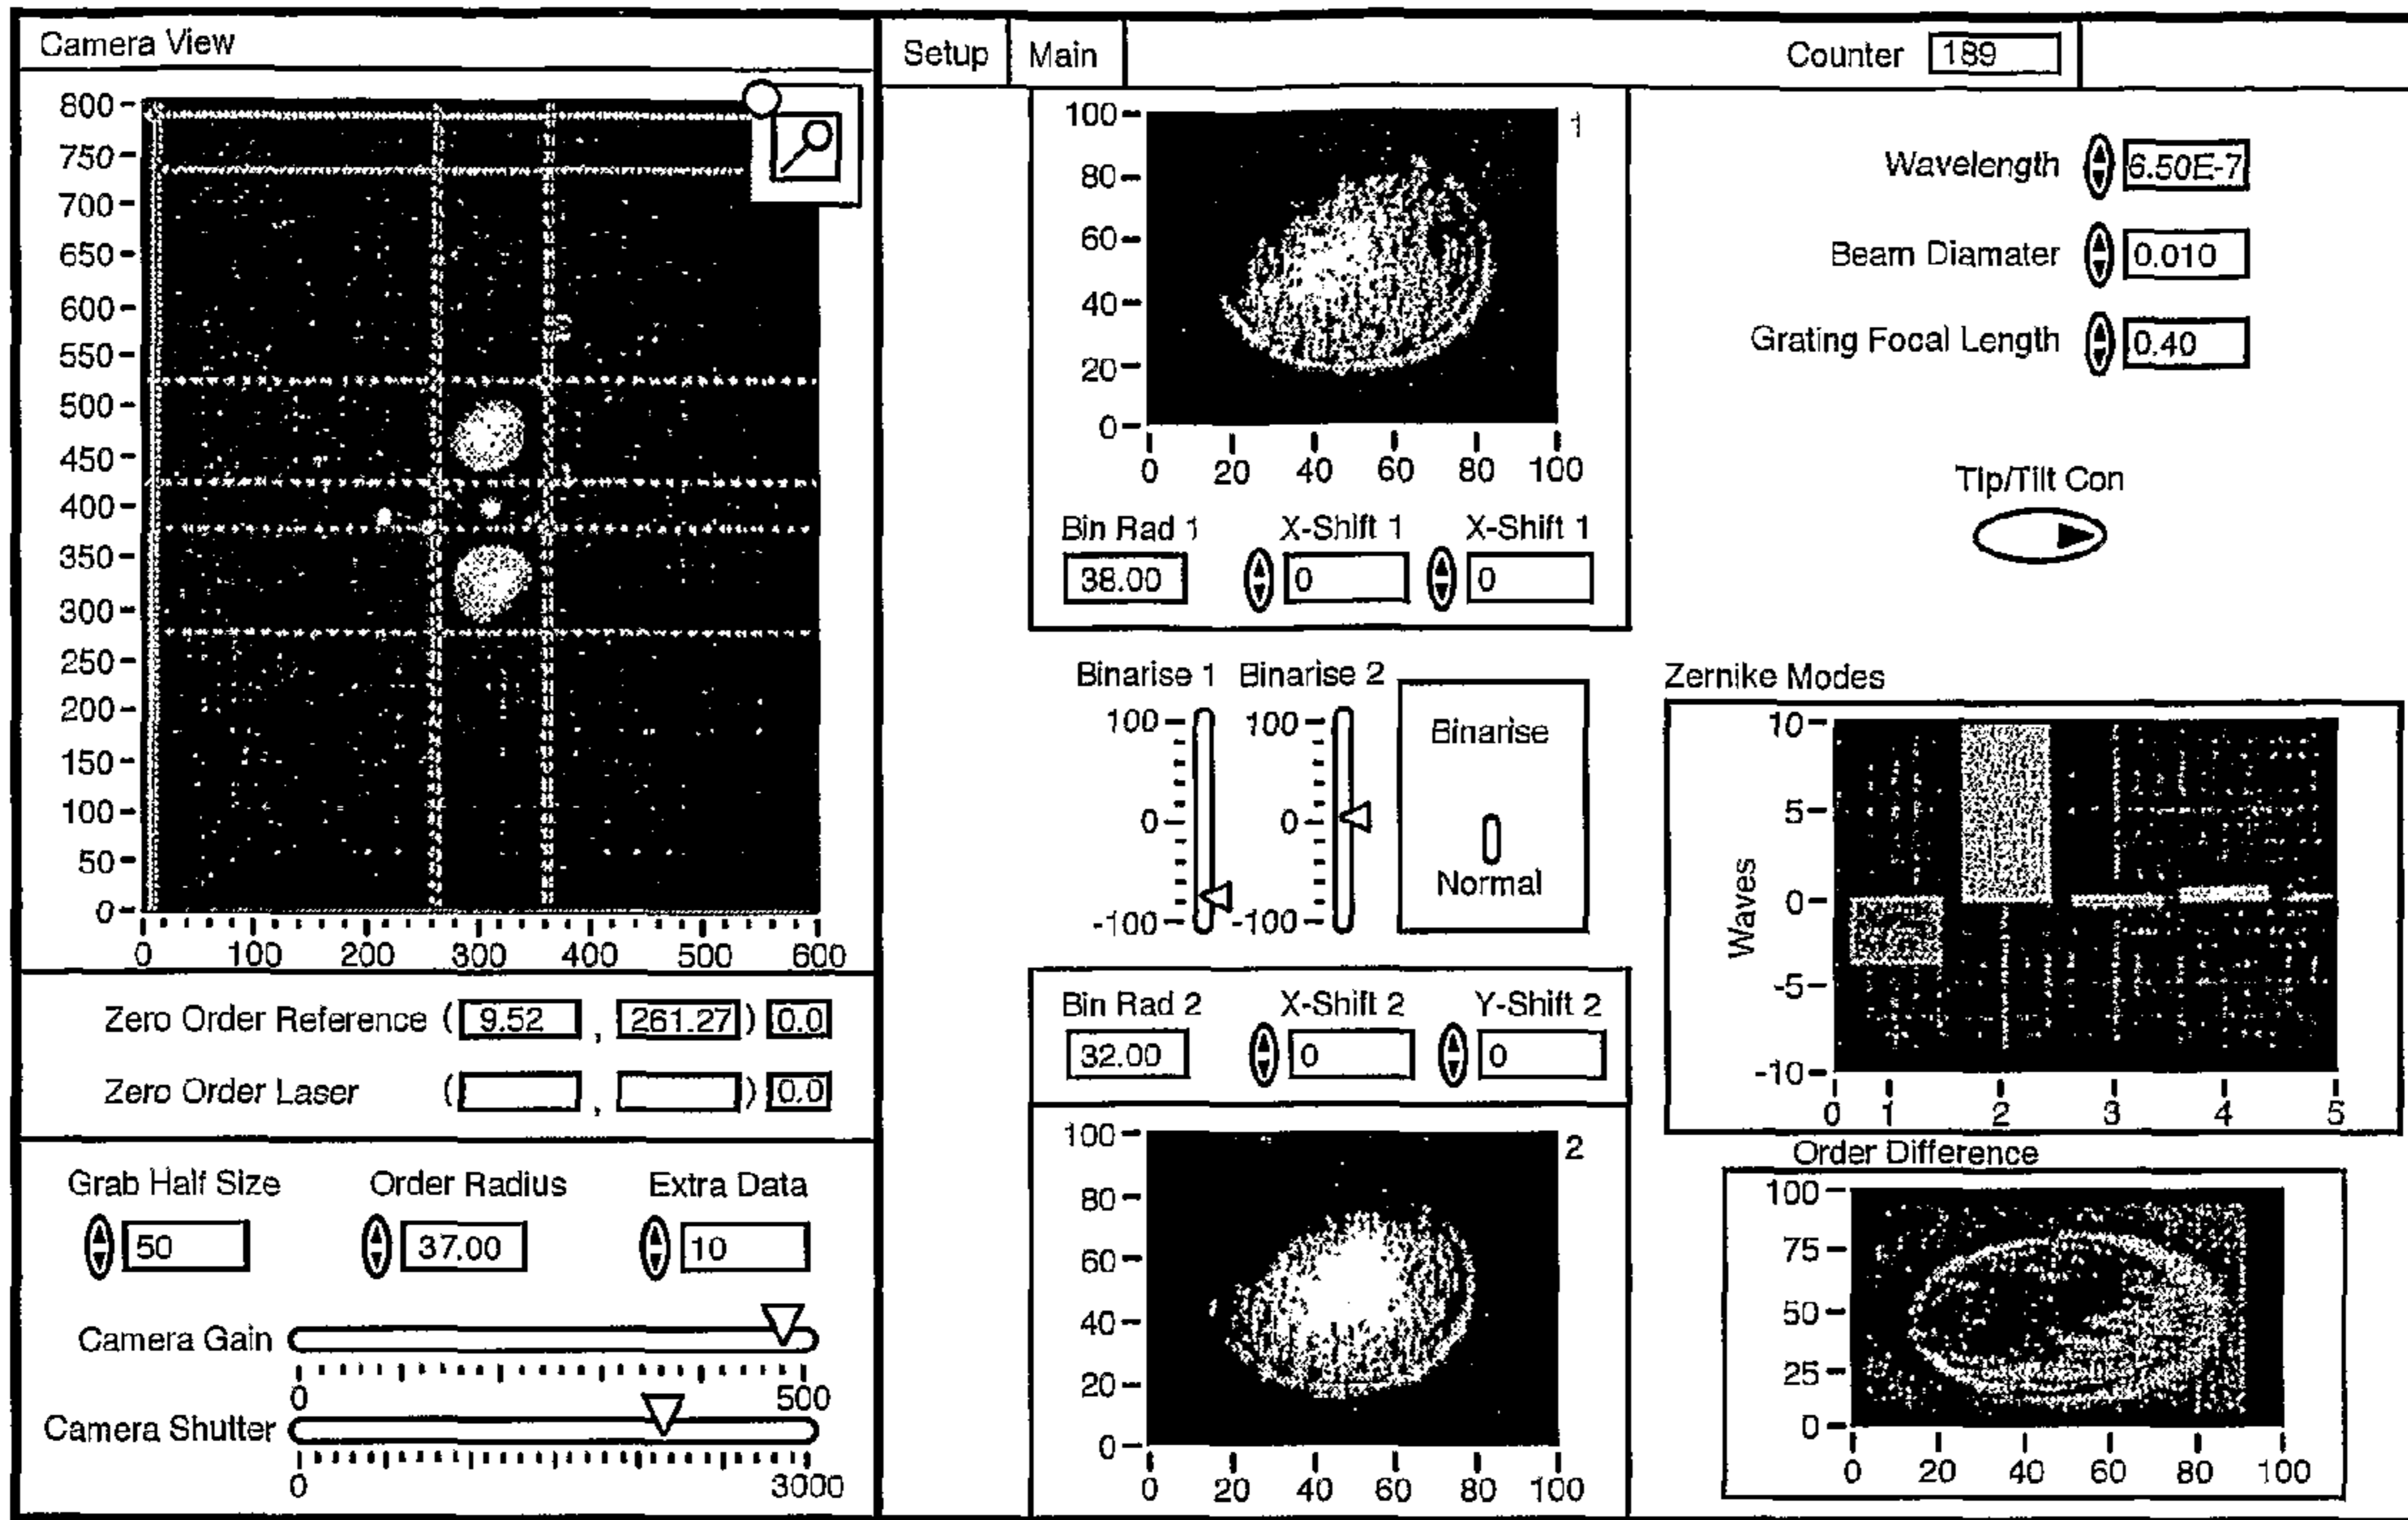 Camera View
Setup
Main
Counter 189
800
750
700
650
600
550
500
450
400
350
300
250
200
150
100
50
0
0 100 200 300 400 500 600
Zero Order Reference ( 9.52 , 261.27 ) 0.0
Zero Order Laser ( , ) 0.0
Grab Half Size Order Radius Extra Data
50 37.00 10
Camera Gain
0 500
Camera Shutter
0 3000
1
100
80
60
40
20
0
0 20 40 60 80 100
Bin Rad 1 X-Shift 1 X-Shift 1
38.00 0 0
Binarise 1 Binarise 2
100 100
0 0
-100 -100
Binarise
Normal
Bin Rad 2 X-Shift 2 Y-Shift 2
32.00 0 0
2
100
80
60
40
20
0
0 20 40 60 80 100
Wavelength 6.50E-7
Beam Diamater 0.010
Grating Focal Length 0.40
Tip/Tilt Con
Zernike Modes
Waves
10
5
0
-5
-10
0 1 2 3 4 5
Order Difference
100
75
50
25
0
0 20 40 60 80 100